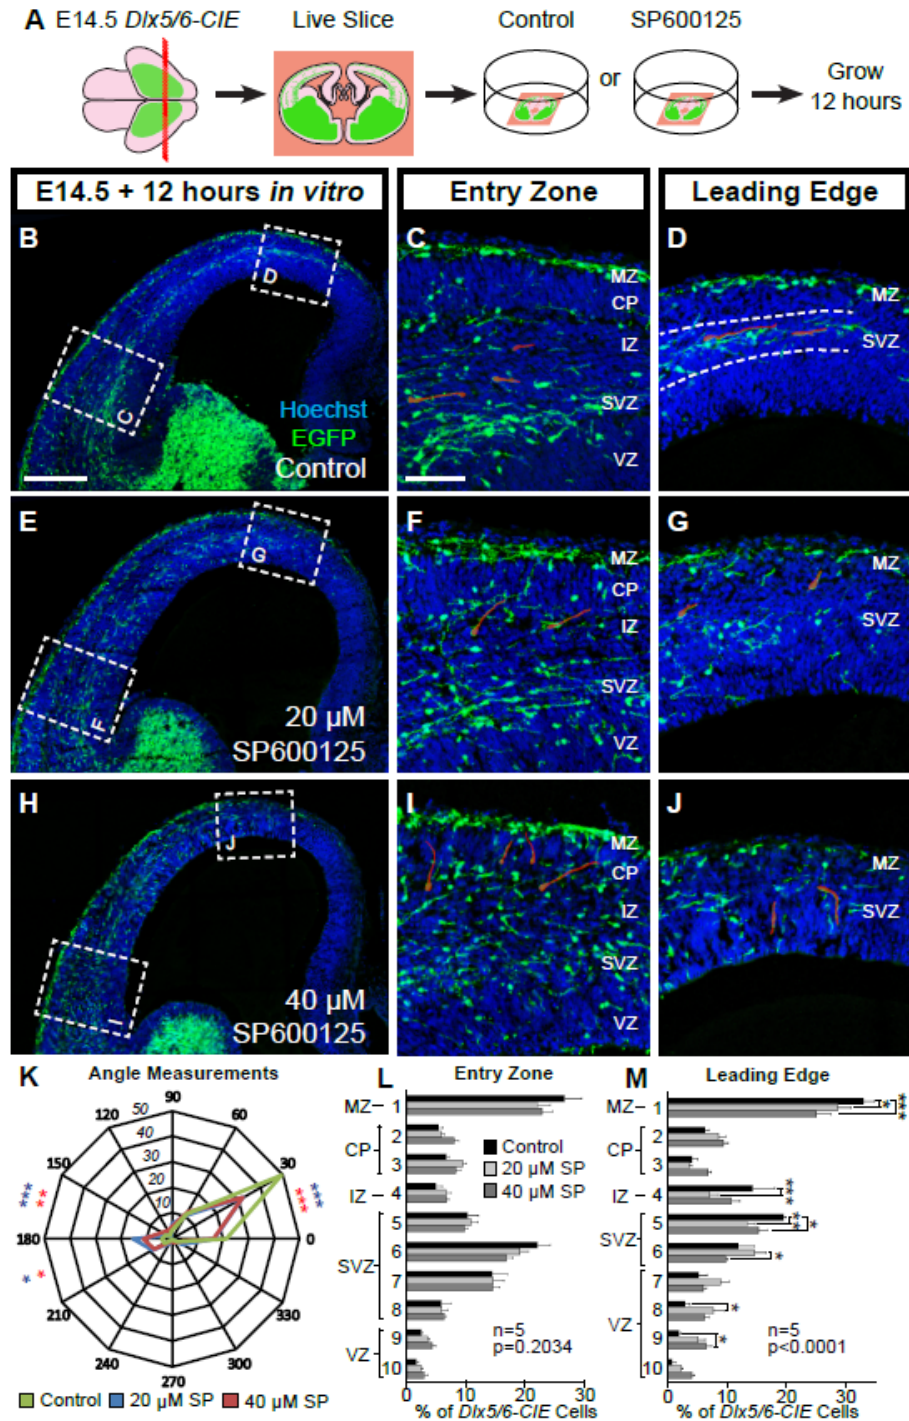 A E14.5 Dlx5/6-CIE Live Slice Control SP600125
or
Grow
12 hours
E14.5 + 12 hours in vitro Entry Zone Leading Edge
B D C Hoechst EGFP Control
C MZ CP IZ SVZ VZ
D MZ SVZ
E G F 20 µM SP600125
F MZ CP IZ SVZ VZ
G MZ SVZ
H J I 40 µM SP600125
I MZ CP IZ SVZ VZ
J MZ SVZ
K Angle Measurements
90
120 60
150 30
180 0
210 330
240 300
270
50
40
30
20
10
*** ** *** ***
* *
Control 20 µM SP 40 µM SP
L Entry Zone
MZ 1
CP 2
3
IZ 4
SVZ 5
6
7
8
VZ 9
10
Control
20 µM SP
40 µM SP
n=5
p=0.2034
0 10 20 30
% of Dlx5/6-CIE Cells
M Leading Edge
MZ 1
CP 2
3
IZ 4
SVZ 5
6
VZ 7
8
9
10
n=5
p<0.0001
0 10 20 30
% of Dlx5/6-CIE Cells